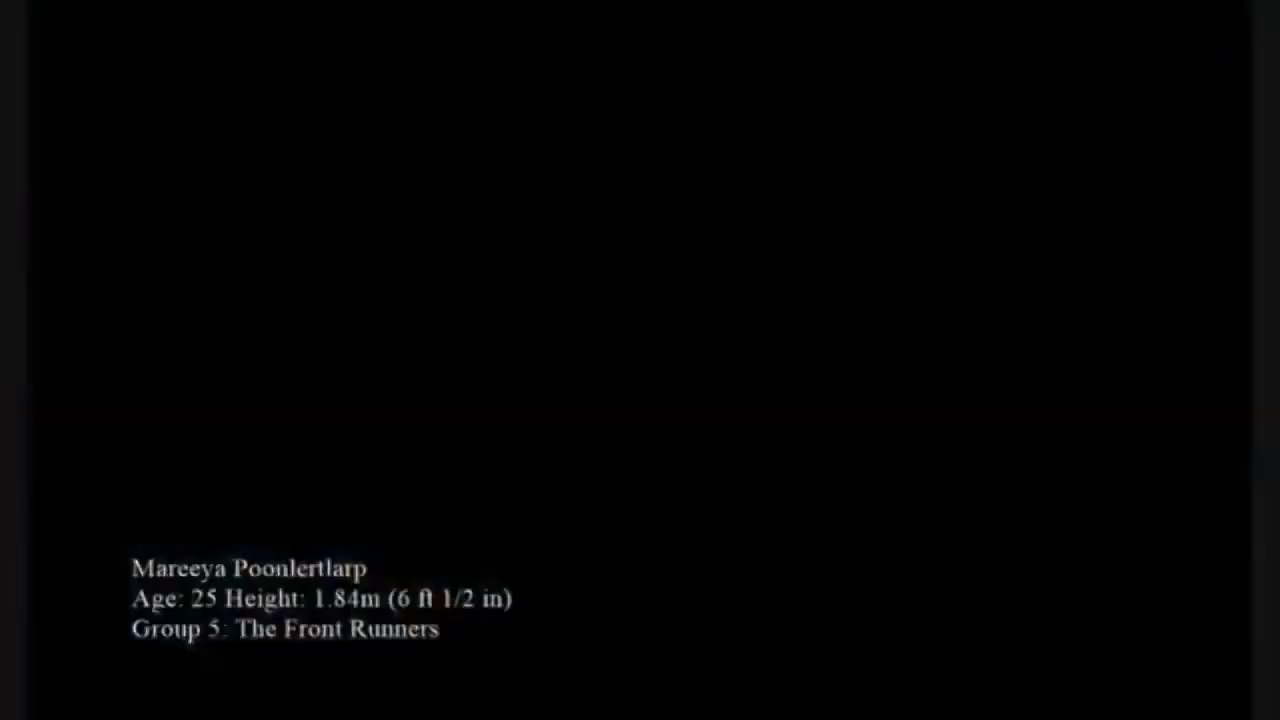 Mareeya Poonlertlarp
Age: 25 Height: 1.84m (6 ft 1/2 in)
Group 5: The Front Runners